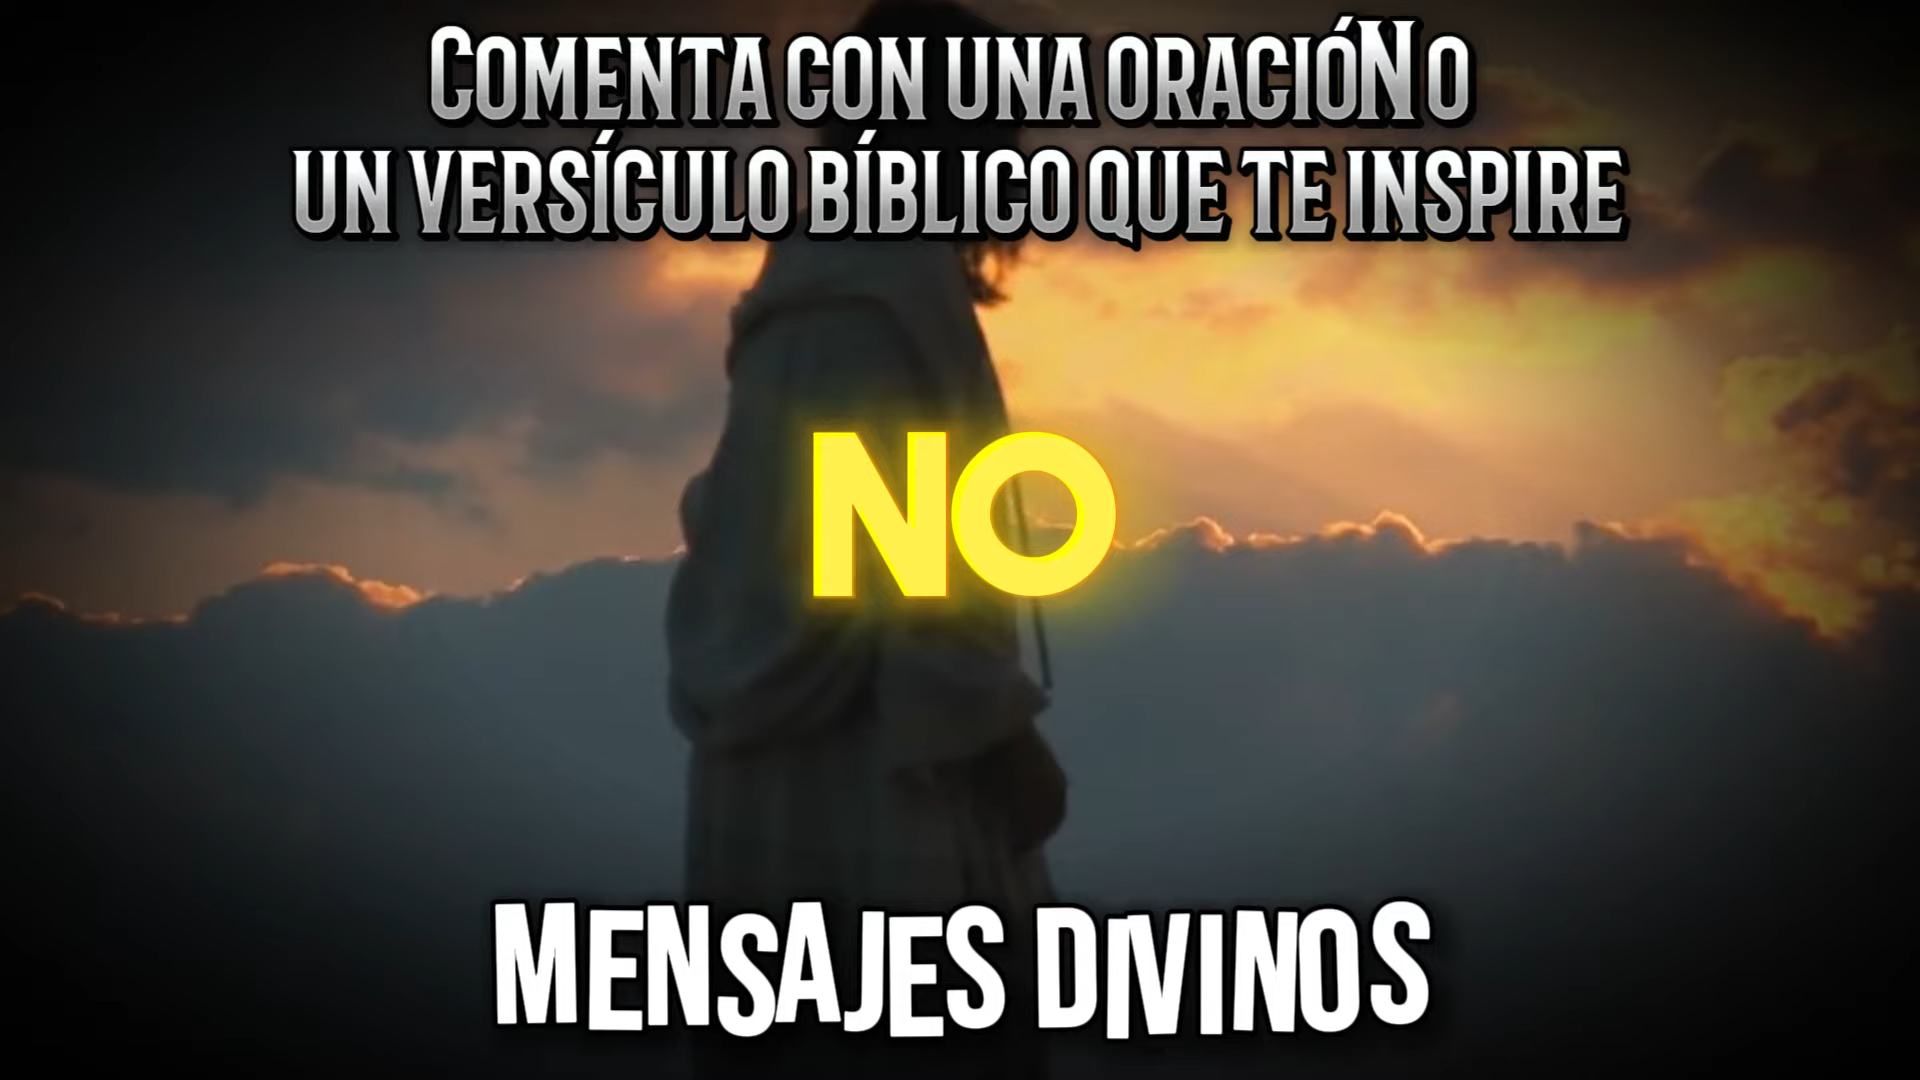 COMENTA CON UNA ORACIÓN O
UN VERSÍCULO BÍBLICO QUE TE INSPIRE
NO
MENSAJES DIVINOS